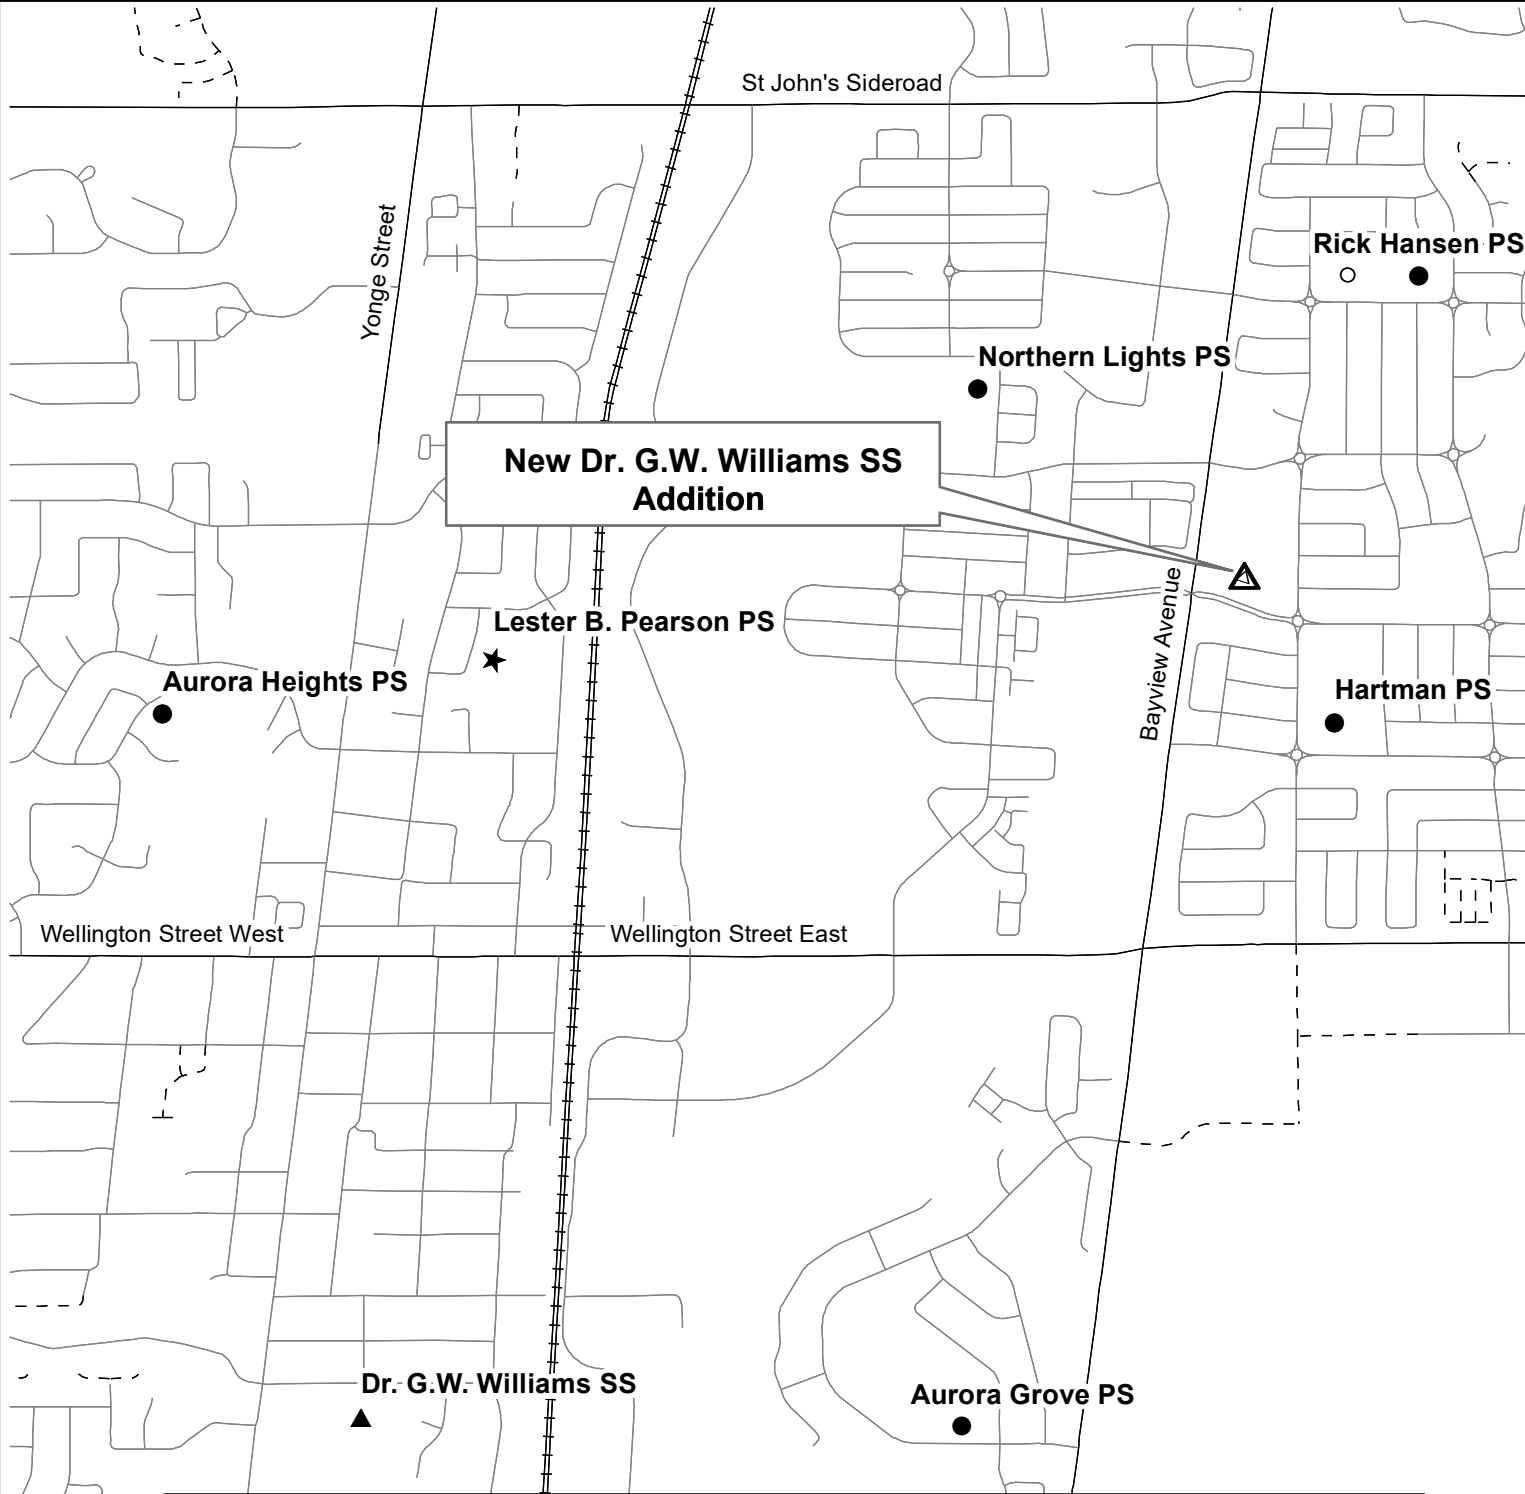 St John's Sideroad
Yonge Street
Rick Hansen PS
Northern Lights PS
New Dr. G.W. Williams SS
Addition
Bayview Avenue
Lester B. Pearson PS
Aurora Heights PS
Hartman PS
Wellington Street West
Wellington Street East
Dr. G.W. Williams SS
Aurora Grove PS